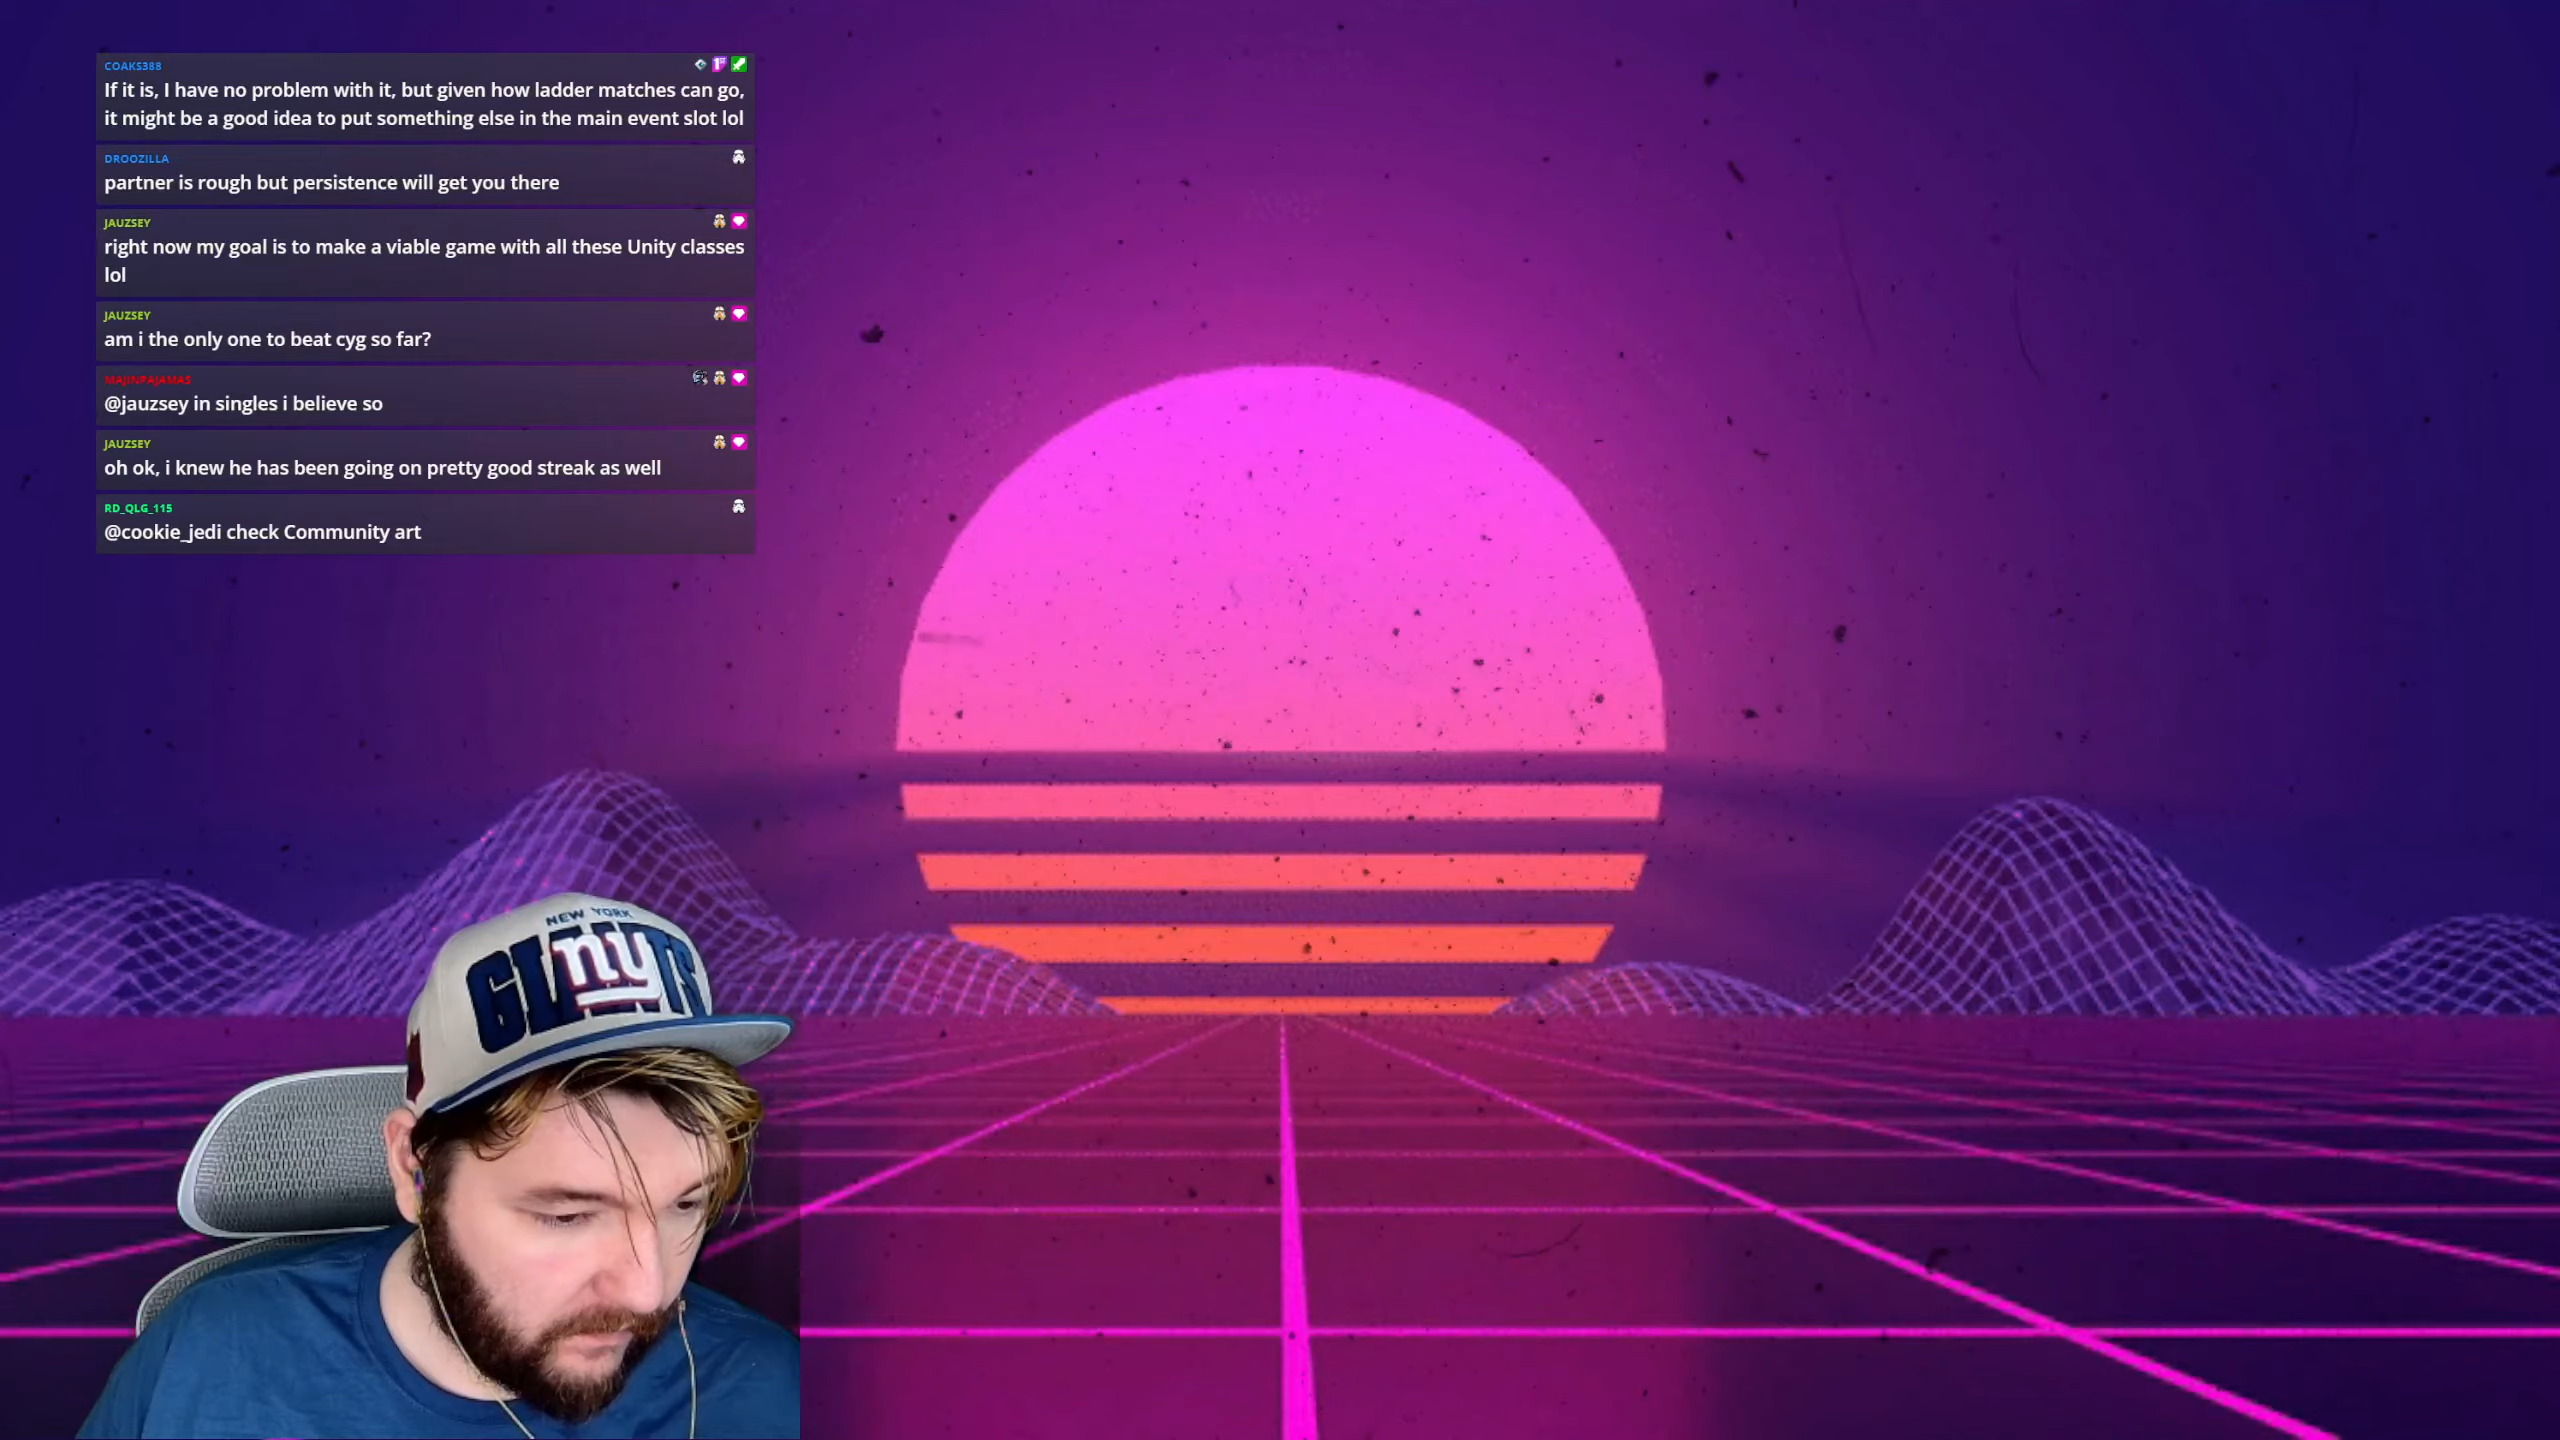 COAKS388
If it is, I have no problem with it, but given how ladder matches can go,
it might be a good idea to put something else in the main event slot lol
DROOZILLA
partner is rough but persistence will get you there
JAUZSEY
right now my goal is to make a viable game with all these Unity classes
lol
JAUZSEY
am i the only one to beat cyg so far?
MAJINPAJAMAS
@jauzsey in singles i believe so
JAUZSEY
oh ok, i knew he has been going on pretty good streak as well
RD_QLG_115
@cookie_jedi check Community art
NEW YORK
GIANTS
ny